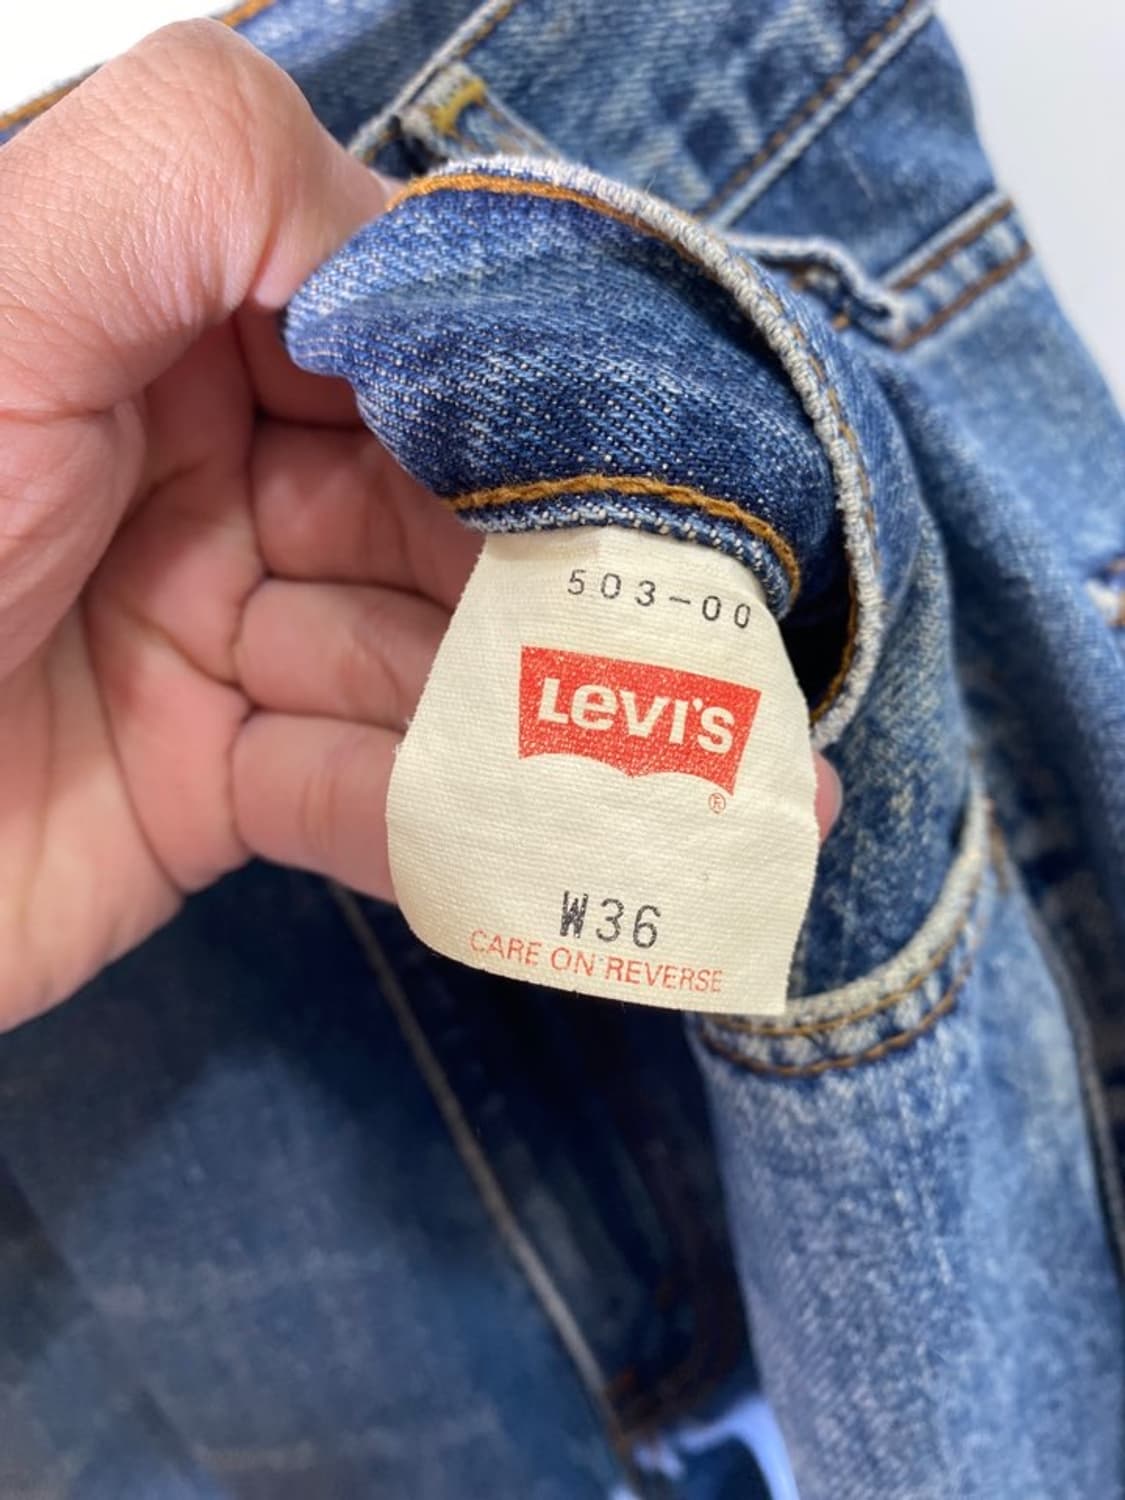 503-00
LEVI'S
®
W36
CARE ON REVERSE